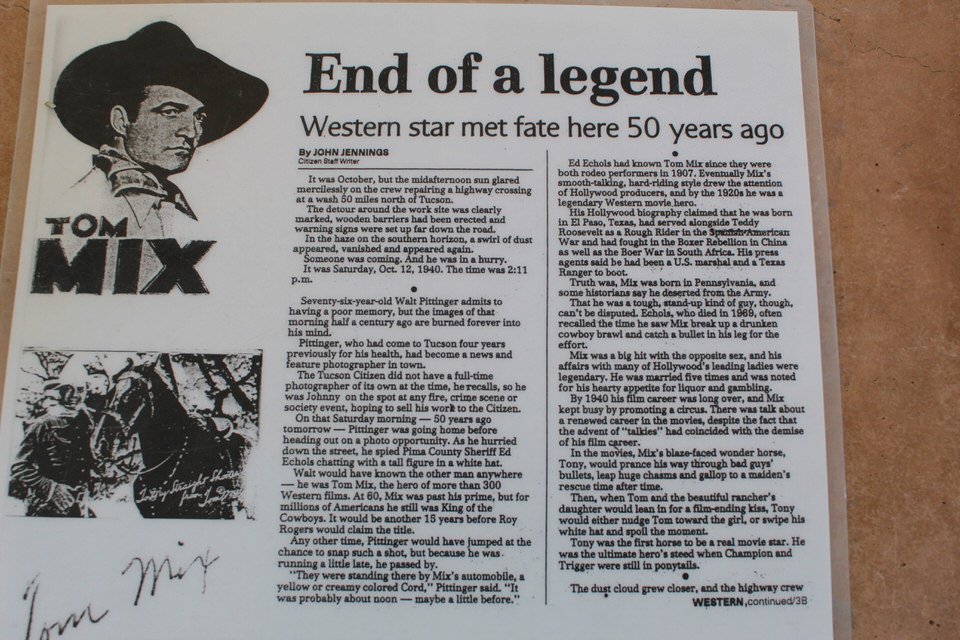 TOM
MIX
Tom Mix
End of a legend
Western star met fate here 50 years ago
By JOHN JENNINGS
Citizen Staff Writer
It was October, but the midafternoon sun glared
mercilessly on the crew repairing a highway crossing
at a wash 50 miles north of Tucson.
The detour around the work site was clearly
marked, wooden barriers had been erected and
warning signs were set up far down the road.
In the haze on the southern horizon, a swirl of dust
appeared, vanished and appeared again.
Someone was coming. And he was in a hurry.
It was Saturday, Oct. 12, 1940. The time was 2:11
p.m.
Seventy-six-year-old Walt Pittinger admits to
having a poor memory, but the images of that
morning half a century ago are burned forever into
his mind.
Pittinger, who had come to Tucson four years
previously for his health, had become a news and
feature photographer in town.
The Tucson Citizen did not have a full-time
photographer of its own at the time, he recalls, so he
was Johnny on the spot at any fire, crime scene or
society event, hoping to sell his work to the Citizen.
On that Saturday morning — 50 years ago
tomorrow — Pittinger was going home before
heading out on a photo opportunity. As he hurried
down the street, he spied Pima County Sheriff Ed
Echols chatting with a tall figure in a white hat.
Walt would have known the other man anywhere
— he was Tom Mix, the hero of more than 300
Western films. At 60, Mix was past his prime, but for
millions of Americans he still was King of the
Cowboys. It would be another 15 years before Roy
Rogers would claim the title.
Any other time, Pittinger would have jumped at the
chance to snap such a shot, but because he was
running a little late, he passed by.
"They were standing there by Mix's automobile, a
yellow or creamy colored Cord," Pittinger said. "It
was probably about noon — maybe a little before."
Ed Echols had known Tom Mix since they were
both rodeo performers in 1907. Eventually Mix's
smooth-talking, hard-riding style drew the attention
of Hollywood producers, and by the 1920s he was a
legendary Western movie hero.
His Hollywood biography claimed that he was born
in El Paso, Texas, had served alongside Teddy
Roosevelt as a Rough Rider in the Spanish-American
War and had fought in the Boxer Rebellion in China
as well as the Boer War in South Africa. His press
agents said he had been a U.S. marshal and a Texas
Ranger to boot.
Truth was, Mix was born in Pennsylvania, and
some historians say he deserted from the Army.
That he was a tough, stand-up kind of guy, though,
can't be disputed. Echols, who died in 1969, often
recalled the time he saw Mix break up a drunken
cowboy brawl and catch a bullet in his leg for the
effort.
Mix was a big hit with the opposite sex, and his
affairs with many of Hollywood's leading ladies were
legendary. He was married five times and was noted
for his hearty appetite for liquor and gambling.
By 1940 his film career was long over, and Mix
kept busy by promoting a circus. There was talk about
a renewed career in the movies, despite the fact that
the advent of "talkies" had coincided with the demise
of his film career.
In the movies, Mix's blaze-faced wonder horse,
Tony, would prance his way through bad guys'
bullets, leap huge chasms and gallop to a maiden's
rescue time after time.
Then, when Tom and the beautiful rancher's
daughter would lean in for a film-ending kiss, Tony
would either nudge Tom toward the girl, or swipe his
white hat and spoil the moment.
Tony was the first horse to be a real movie star. He
was the ultimate hero's steed when Champion and
Trigger were still in ponytails.
The dust cloud grew closer, and the highway crew
WESTERN, continued/3B